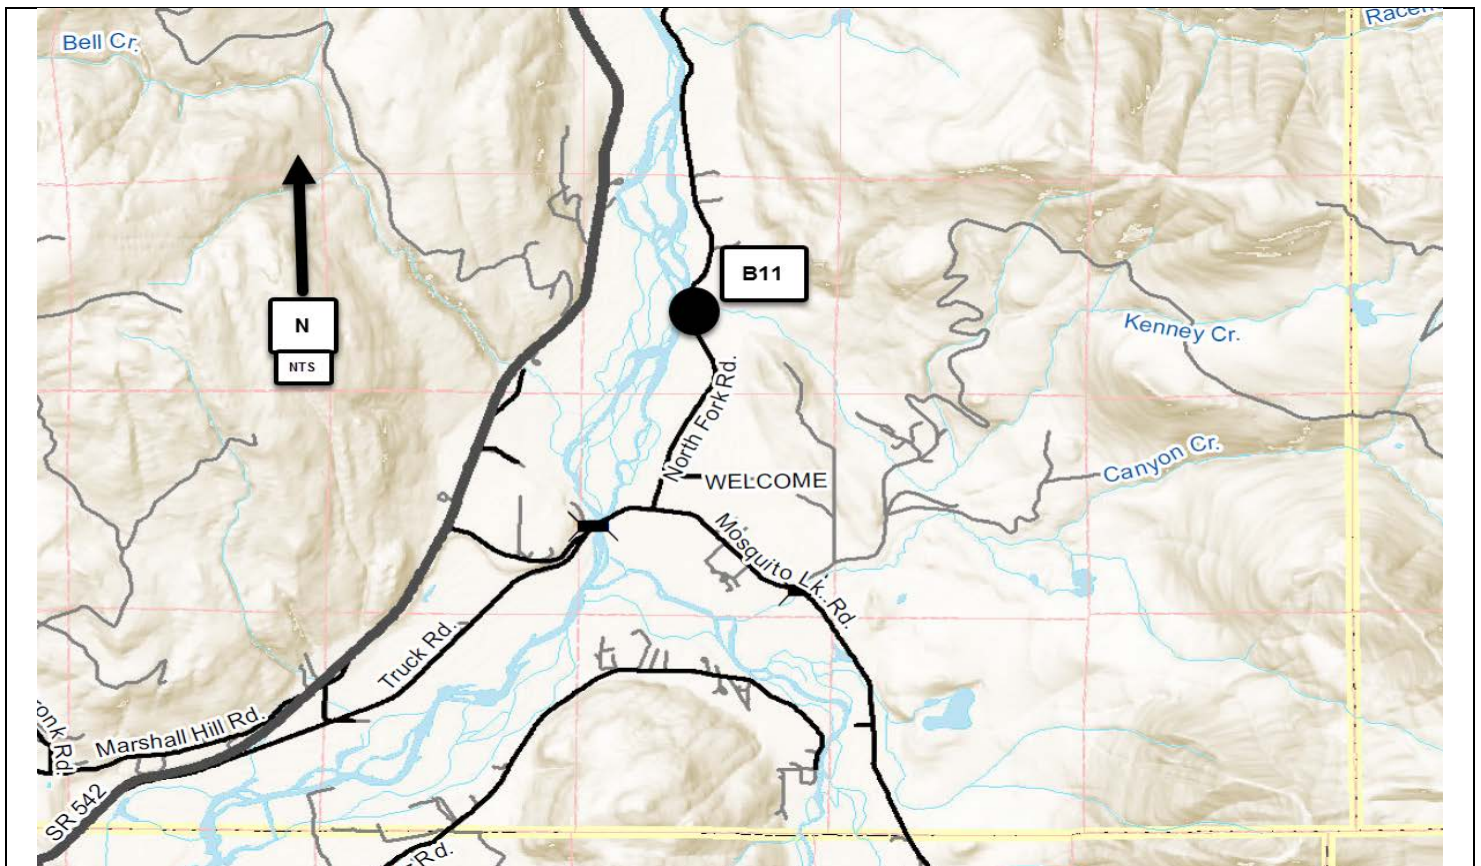 Bell Cr.
B11
N
NTS
Kenney Cr.
North Fork Rd.
Canyon Cr.
WELCOME
Mosquito Lk. Rd.
Truck Rd.
Marshall Hill Rd.
Rd.
SR 542
Rd.